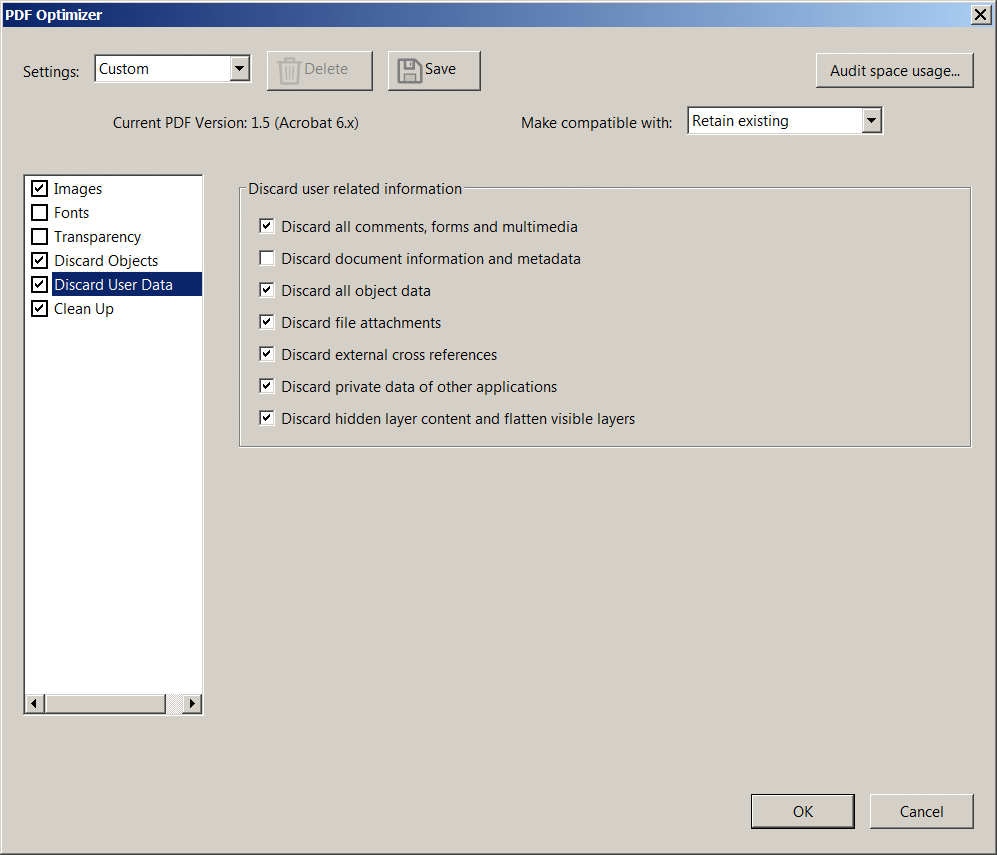 PDF Optimizer
Settings: Custom Delete Save Audit space usage...
Current PDF Version: 1.5 (Acrobat 6.x) Make compatible with: Retain existing
Images
Fonts
Transparency
Discard Objects
Discard User Data
Clean Up
Discard user related information
Discard all comments, forms and multimedia
Discard document information and metadata
Discard all object data
Discard file attachments
Discard external cross references
Discard private data of other applications
Discard hidden layer content and flatten visible layers
OK Cancel